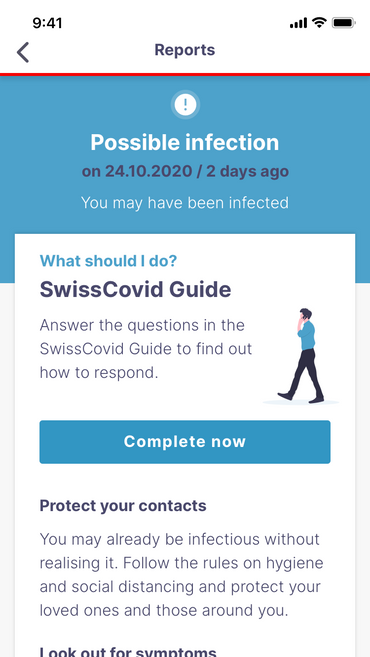 9:41
Reports
Possible infection
on 24.10.2020 / 2 days ago
You may have been infected
What should I do?
SwissCovid Guide
Answer the questions in the
SwissCovid Guide to find out
how to respond.
Complete now
Protect your contacts
You may already be infectious without
realising it. Follow the rules on hygiene
and social distancing and protect your
loved ones and those around you.
Look out for symptoms